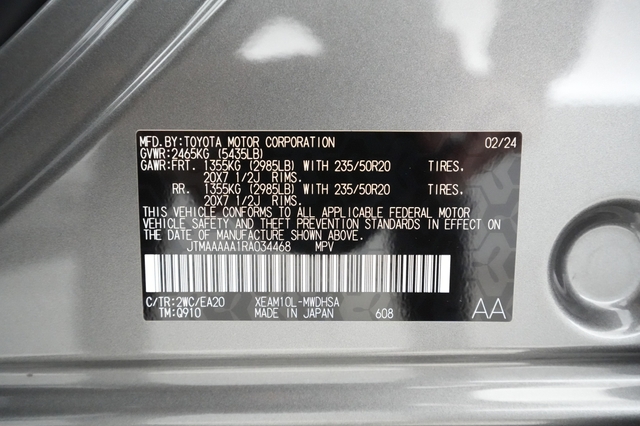 MFD.BY:TOYOTA MOTOR CORPORATION 02/24
GVWR:2465KG (5435LB)
GAWR:FRT. 1355KG (2985LB) WITH 235/50R20 TIRES.
20X7 1/2J RIMS.
RR. 1355KG (2985LB) WITH 235/50R20 TIRES.
20X7 1/2J RIMS.
THIS VEHICLE CONFORMS TO ALL APPLICABLE FEDERAL MOTOR
VEHICLE SAFETY AND THEFT PREVENTION STANDARDS IN EFFECT ON
THE DATE OF MANUFACTURE SHOWN ABOVE.
JTMAAAAA1RA034468 MPV
C/TR:2WC/EA20 XEAM10L-MWDHSA
TM:Q910 MADE IN JAPAN 608 AA